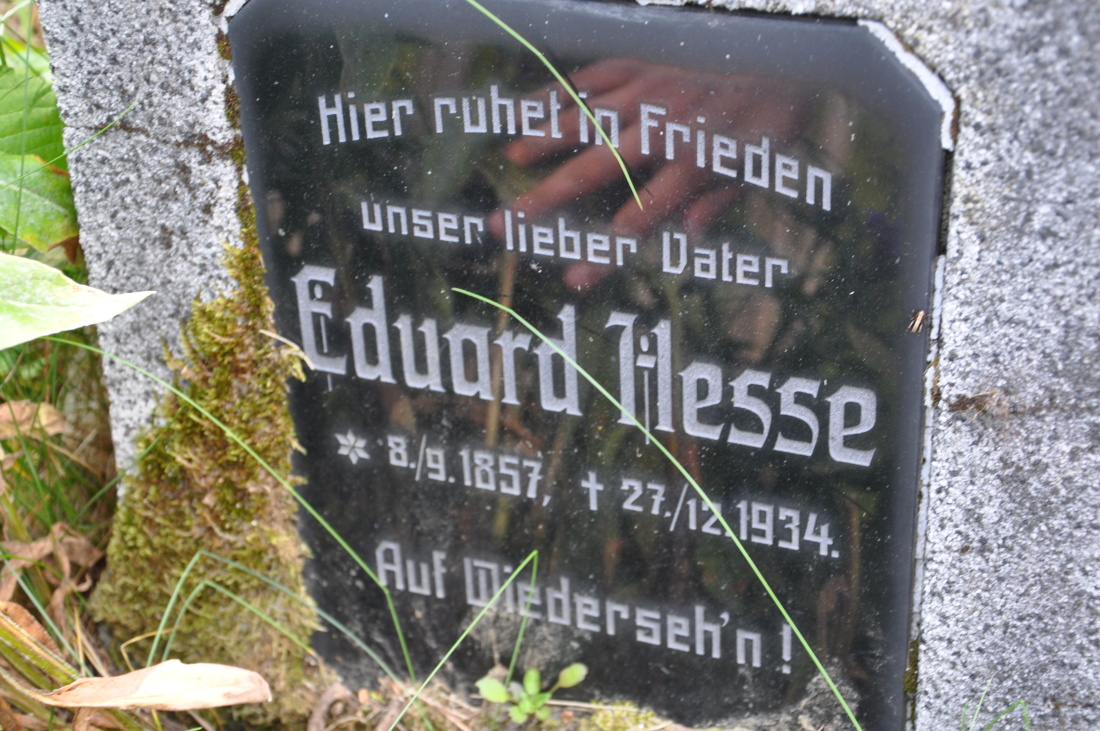 Hier ruhet in Frieden
unser lieber Vater
Eduard Hesse
* 8./9. 1857, † 27./12. 1934.
Auf Wiederseh'n!